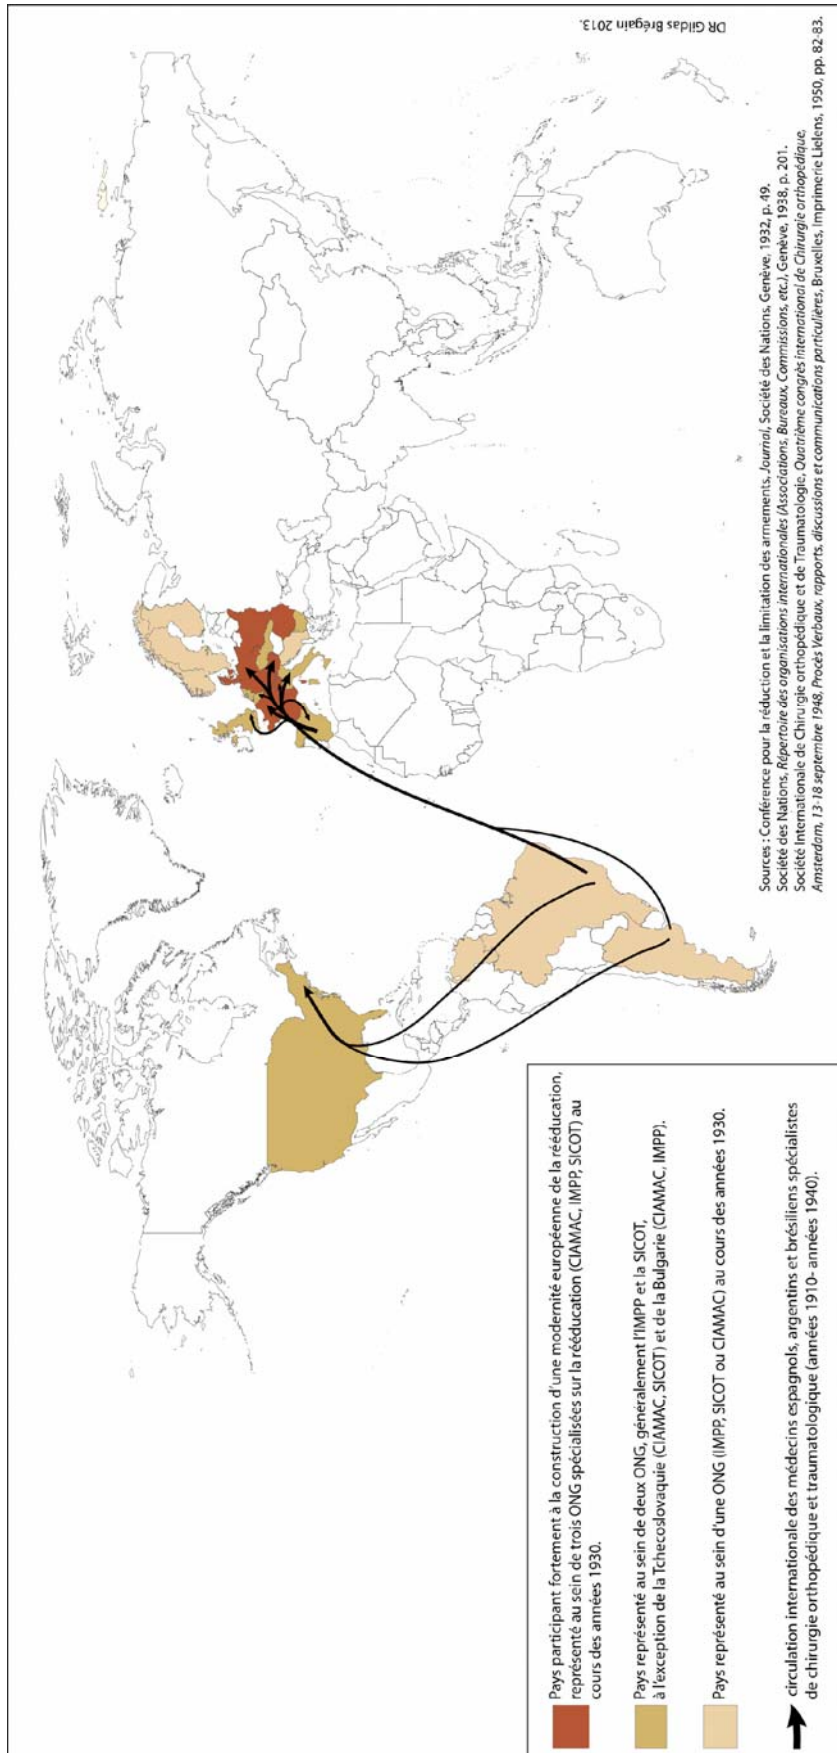 Pays participant fortement à la construction d'une modernité européenne de la rééducation,
représenté au sein de trois ONG spécialisées sur la rééducation (CIAMAC, IMPP, SICOT) au
cours des années 1930.
Pays représenté au sein de deux ONG, généralement l'IMPP et la SICOT,
à l'exception de la Tchecoslovaquie (CIAMAC, SICOT) et de la Bulgarie (CIAMAC, IMPP).
Pays représenté au sein d'une ONG (IMPP, SICOT ou CIAMAC) au cours des années 1930.
circulation internationale des médecins espagnols, argentins et brésiliens spécialistes
de chirurgie orthopédique et traumatologique (années 1910- années 1940).
Sources : Conférence pour la réduction et la limitation des armements, Journal, Société des Nations, Genève, 1932, p. 49.
Société des Nations, Répertoire des organisations internationales (Associations, Bureaux, Commissions, etc.), Genève, 1938, p. 201.
Société Internationale de Chirurgie orthopédique et de Traumatologie, Quatrième congrès international de Chirurgie orthopédique,
Amsterdam, 13-18 septembre 1948, Procès Verbaux, rapports, discussions et communications particulières, Bruxelles, Imprimerie Lielens, 1950, pp. 82-83.
DR Gildas Brégain 2013.